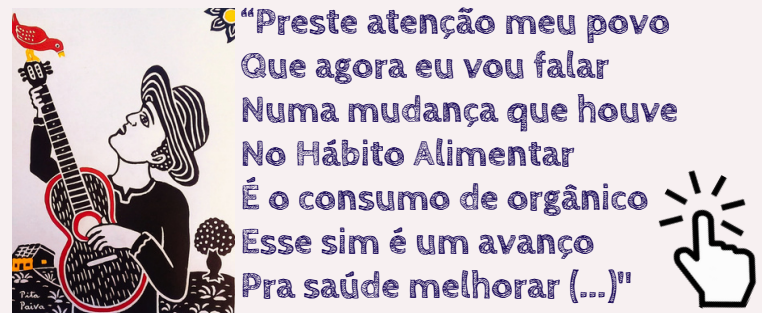 “Preste atenção meu povo
Que agora eu vou falar
Numa mudança que houve
No Hábito Alimentar
É o consumo de orgânico
Esse sim é um avanço
Pra saúde melhorar (...)"
Pita
Paiva